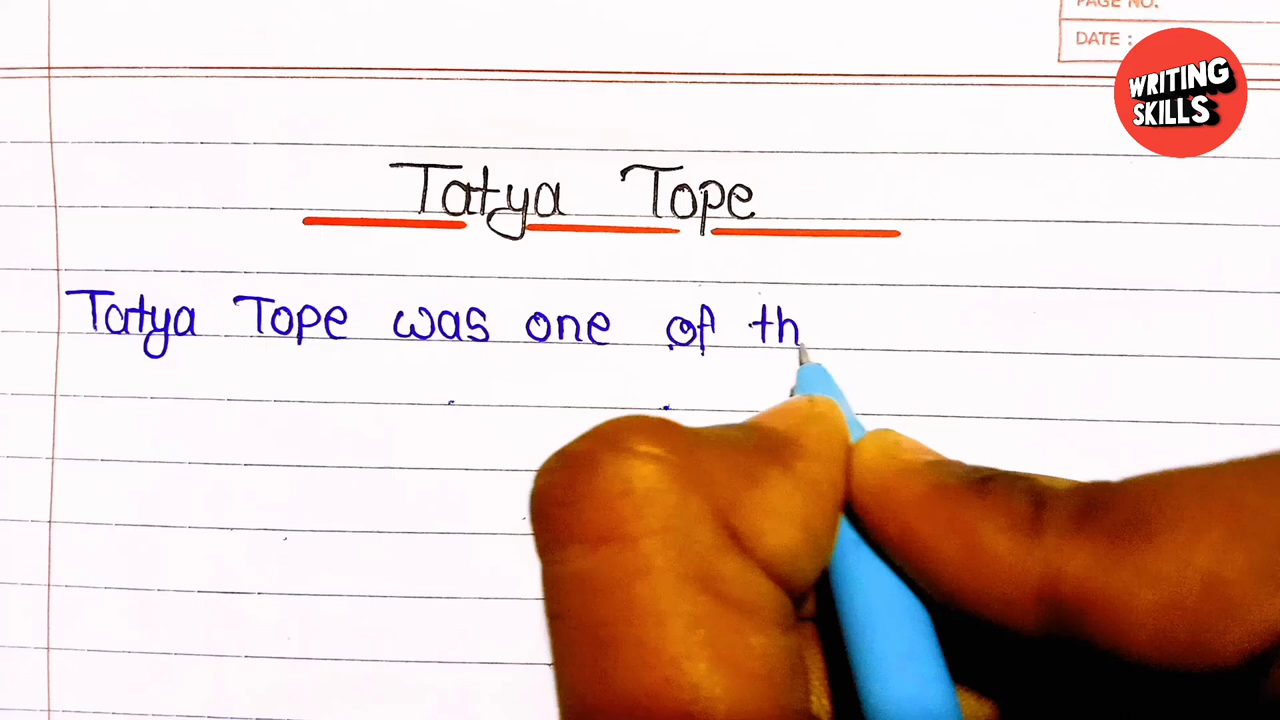 PAGE NO.
DATE :
WRITING
SKILLS
Tatya Tope
Tatya Tope was one of th